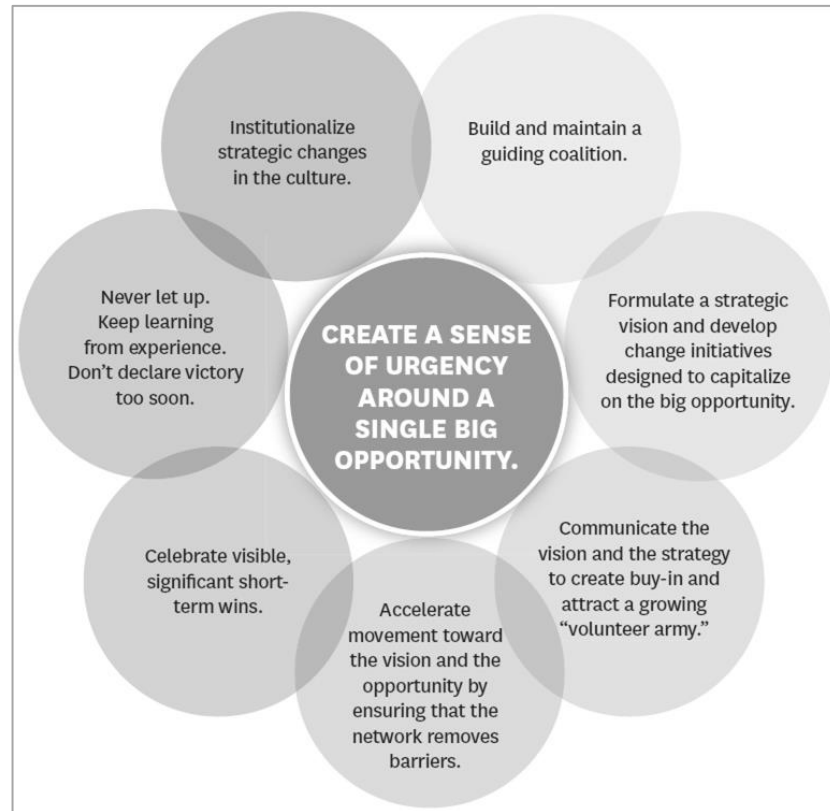 Institutionalize
strategic changes
in the culture.
Build and maintain a
guiding coalition.
Never let up.
Keep learning
from experience.
Don’t declare victory
too soon.
CREATE A SENSE
OF URGENCY
AROUND A
SINGLE BIG
OPPORTUNITY.
Formulate a strategic
vision and develop
change initiatives
designed to capitalize
on the big opportunity.
Celebrate visible,
significant short-
term wins.
Accelerate
movement toward
the vision and the
opportunity by
ensuring that the
network removes
barriers.
Communicate the
vision and the strategy
to create buy-in and
attract a growing
“volunteer army.”